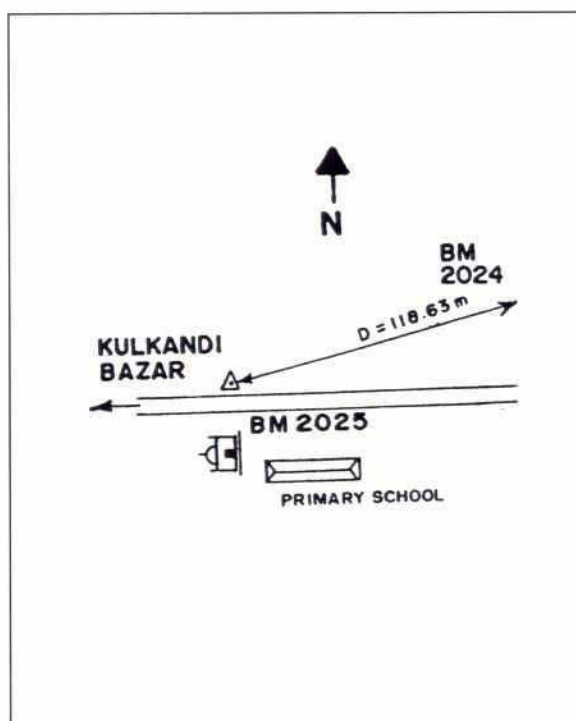 N
BM
2024
D = 118.63 m
KULKANDI
BAZAR
BM 2025
PRIMARY SCHOOL